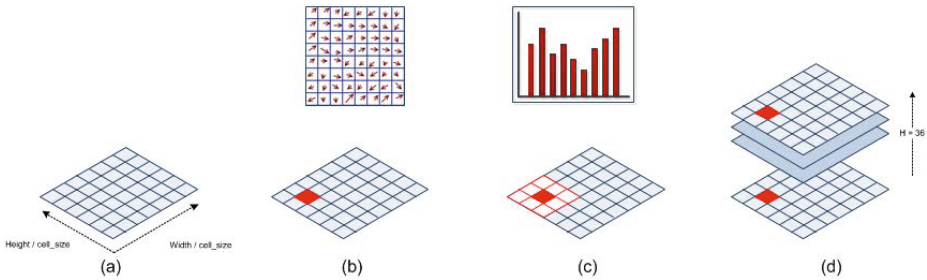 H = 36
Height / cell_size
Width / cell_size
(a)
(b)
(c)
(d)